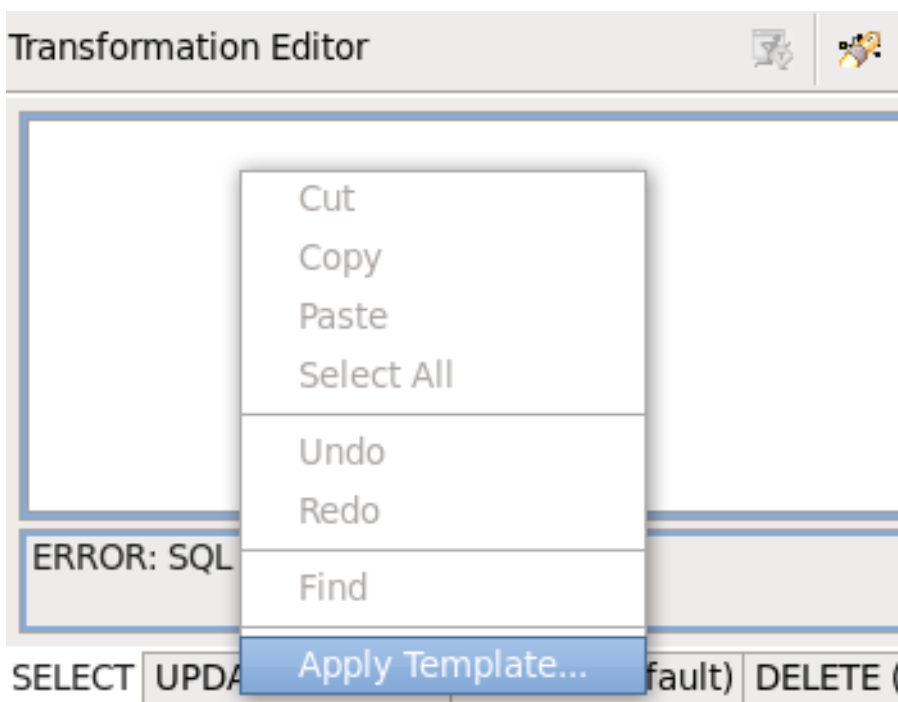 Transformation Editor
Cut
Copy
Paste
Select All
Undo
Redo
ERROR: SQL
Find
Apply Template...
SELECT UPDA fault) DELETE (